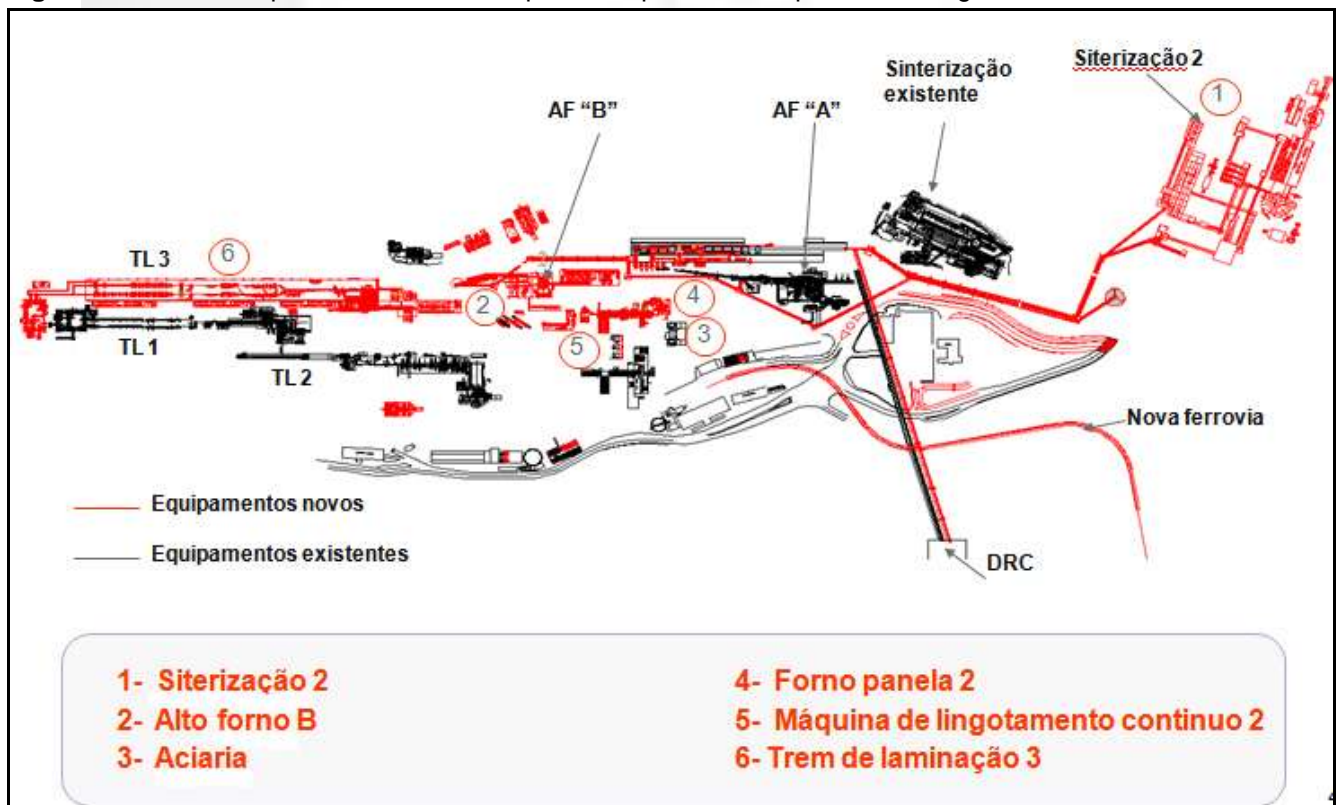 Sinterização
existente
Siterização 2
1
AF “B”
AF “A”
TL 3
6
2
4
3
5
TL 1
TL 2
Nova ferrovia
Equipamentos novos
Equipamentos existentes
DRC
1- Siterização 2
2- Alto forno B
3- Aciaria
4- Forno panela 2
5- Máquina de lingotamento continuo 2
6- Trem de laminação 3